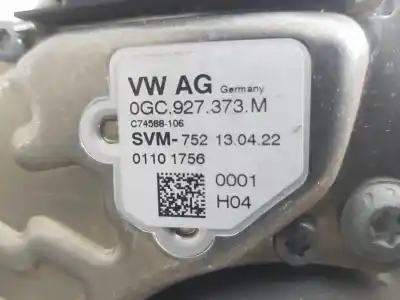 VW AG Germany
0GC.927.373.M
C74588-106
SVM-752 13.04.22
0110 1756
0001
H04